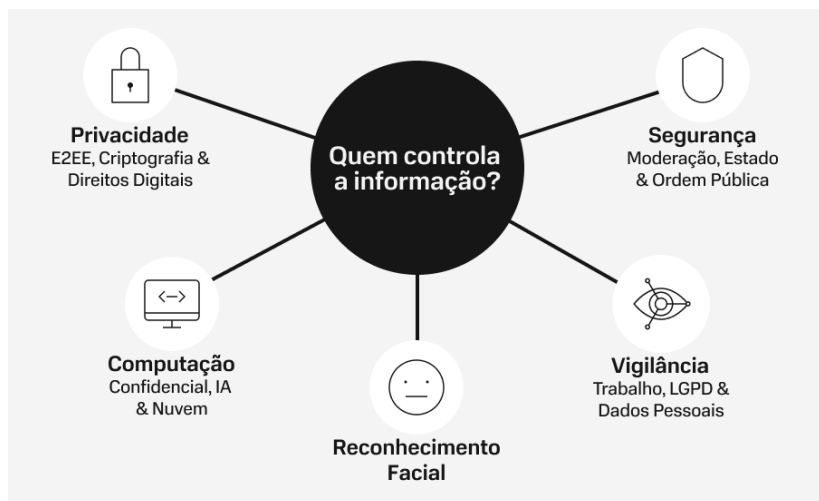 Quem controla
a informação?
Privacidade
E2EE, Criptografia &
Direitos Digitais
Segurança
Moderação, Estado
& Ordem Pública
Computação
Confidencial, IA
& Nuvem
Vigilância
Trabalho, LGPD &
Dados Pessoais
Reconhecimento
Facial